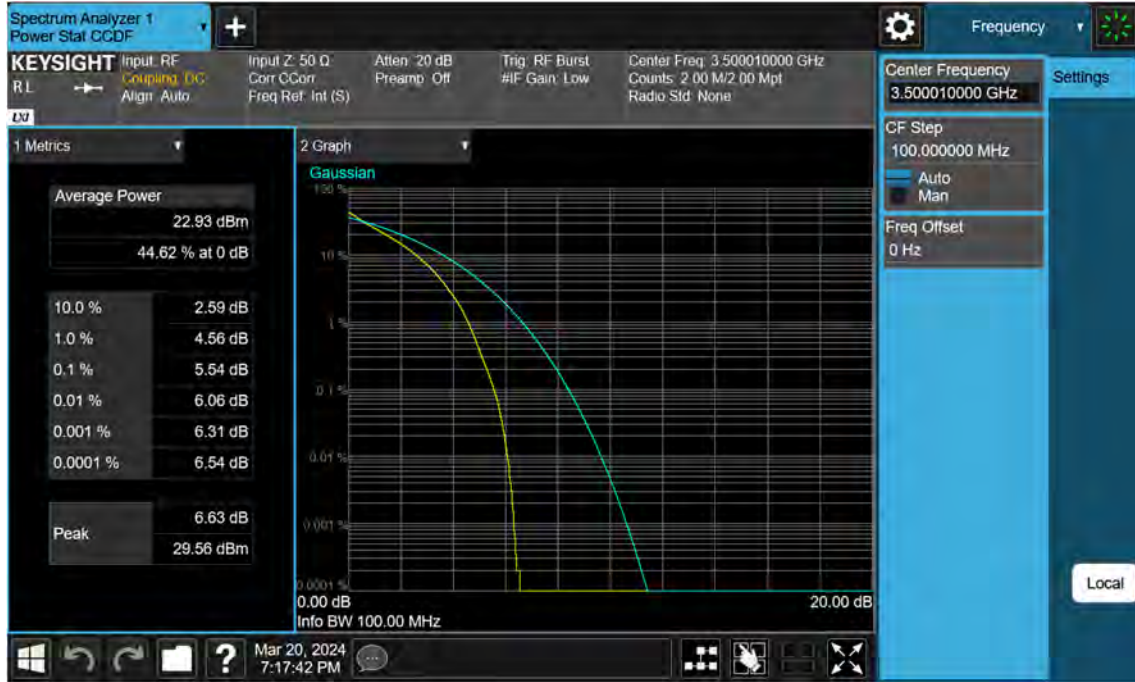 Spectrum Analyzer 1
Power Stat CCDF
+
Frequency
KEYSIGHT
RL
LXI
Input: RF
Coupling: DC
Align: Auto
Input Z: 50 Ω
Corr CCorr
Freq Ref: Int (S)
Atten: 20 dB
Preamp: Off
Trig: RF Burst
#IF Gain: Low
Center Freq: 3.500010000 GHz
Counts: 2.00 M/2.00 Mpt
Radio Std: None
Center Frequency
3.500010000 GHz
Settings
CF Step
100.000000 MHz
Auto
Man
Freq Offset
0 Hz
1 Metrics
Average Power
22.93 dBm
44.62 % at 0 dB
10.0 % 2.59 dB
1.0 % 4.56 dB
0.1 % 5.54 dB
0.01 % 6.06 dB
0.001 % 6.31 dB
0.0001 % 6.54 dB
Peak
6.63 dB
29.56 dBm
2 Graph
Gaussian
100 %
10 %
1 %
0.1 %
0.01 %
0.001 %
0.0001 %
0.00 dB 20.00 dB
Info BW 100.00 MHz
Local
?
Mar 20, 2024
7:17:42 PM